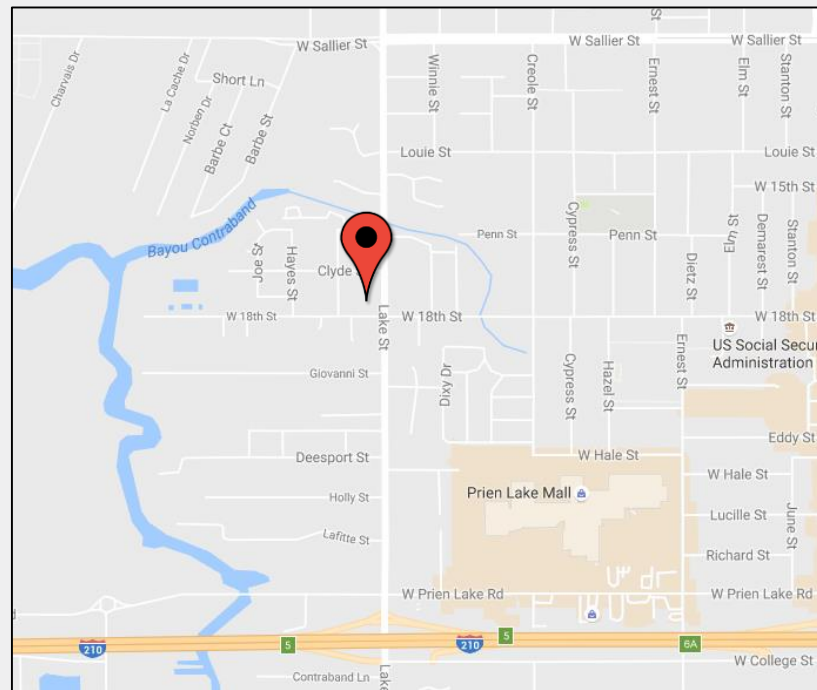 St
W Sallier St
W Sallier St
W Sallier St
Charvais Dr
La Cache Dr
Short Ln
Norben Dr
Barbe Ct
Barbe St
Winnie St
Creole St
Ernest St
Elm St
Stanton St
Louie St
Louie St
W 15th St
Bayou Contraband
Joe St
Hayes St
Clyde
Penn St
Cypress St
Penn St
Dietz St
Elm St
Demarest St
Stanton St
W 18th St
Lake St
W 18th St
W 18th St
US Social Secu
Administration
Giovanni St
Dixy Dr
Cypress St
Hazel St
Ernest St
Eddy St
Deesport St
W Hale St
W Hale St
Prien Lake Mall
Holly St
Lucille St
June St
Lafitte St
Richard St
W Prien Lake Rd
W Prien Lake Rd
d
210
5
210
5
6A
Contraband Ln
Lake
W College St